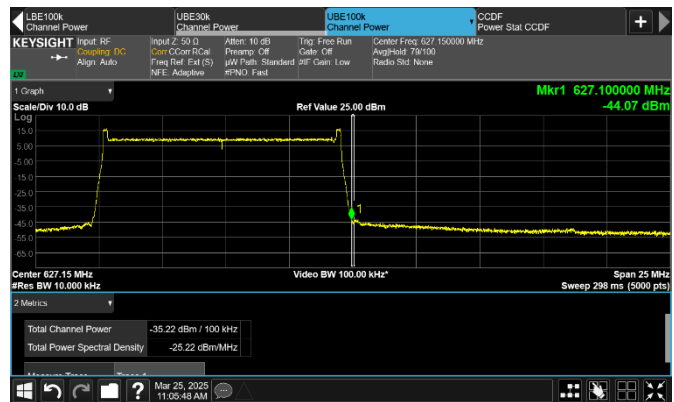 LBE100k
Channel Power
UBE30k
Channel Power
UBE100k
Channel Power
CCDF
Power Stat CCDF
KEYSIGHT
Input: RF
Coupling: DC
Align: Auto
Input Z: 50 Ω
Corr CCorr RCal
Freq Ref: Ext (S)
NFE: Adaptive
Atten: 10 dB
Preamp: Off
µW Path: Standard
#PNO: Fast
Trig: Free Run
Gate: Off
#IF Gain: Low
Center Freq: 627.150000 MHz
Avg|Hold: 79/100
Radio Std: None
LXI
1 Graph
Mkr1 627.100000 MHz
Scale/Div 10.0 dB
Ref Value 25.00 dBm
-44.07 dBm
Log
15.0
5.00
-5.00
-15.0
-25.0
-35.0
-45.0
-55.0
-65.0
1
Center 627.15 MHz
Video BW 100.00 kHz*
Span 25 MHz
#Res BW 10.000 kHz
Sweep 298 ms (5000 pts)
2 Metrics
Total Channel Power -35.22 dBm / 100 kHz
Total Power Spectral Density -25.22 dBm/MHz
Measure Trace Trace 1
Mar 25, 2025
11:05:48 AM